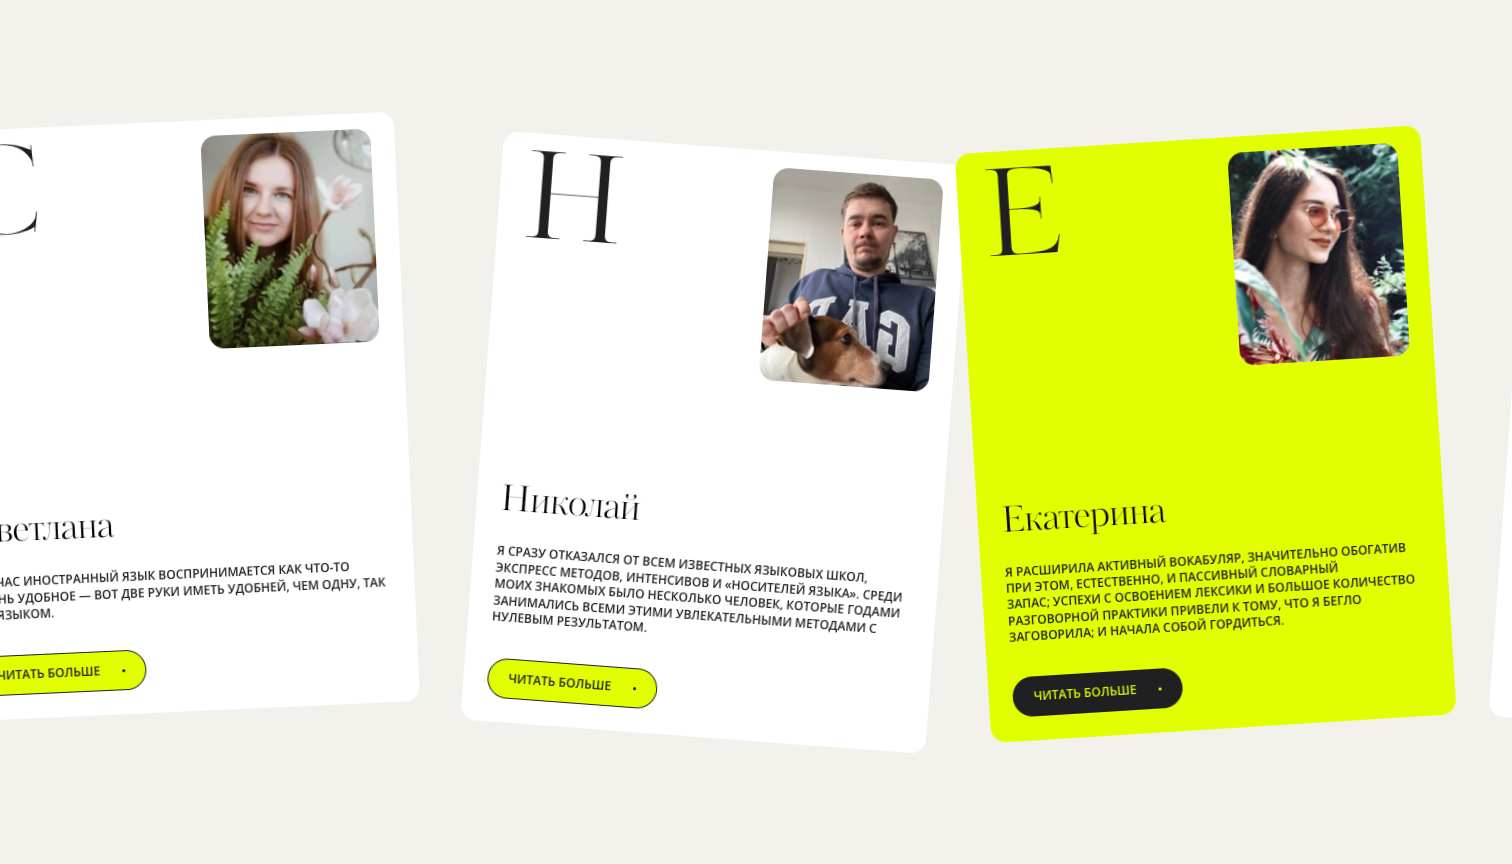 С
ветлана
ЧАС ИНОСТРАННЫЙ ЯЗЫК ВОСПРИНИМАЕТСЯ КАК ЧТО-ТО
НЬ УДОБНОЕ — ВОТ ДВЕ РУКИ ИМЕТЬ УДОБНЕЙ, ЧЕМ ОДНУ, ТАК
ЯЗЫКОМ.
ЧИТАТЬ БОЛЬШЕ
Н
GAP
Николай
Я СРАЗУ ОТКАЗАЛСЯ ОТ ВСЕМ ИЗВЕСТНЫХ ЯЗЫКОВЫХ ШКОЛ,
ЭКСПРЕСС МЕТОДОВ, ИНТЕНСИВОВ И «НОСИТЕЛЕЙ ЯЗЫКА». СРЕДИ
МОИХ ЗНАКОМЫХ БЫЛО НЕСКОЛЬКО ЧЕЛОВЕК, КОТОРЫЕ ГОДАМИ
ЗАНИМАЛИСЬ ВСЕМИ ЭТИМИ УВЛЕКАТЕЛЬНЫМИ МЕТОДАМИ С
НУЛЕВЫМ РЕЗУЛЬТАТОМ.
ЧИТАТЬ БОЛЬШЕ
Е
Екатерина
Я РАСШИРИЛА АКТИВНЫЙ ВОКАБУЛЯР, ЗНАЧИТЕЛЬНО ОБОГАТИВ
ПРИ ЭТОМ, ЕСТЕСТВЕННО, И ПАССИВНЫЙ СЛОВАРНЫЙ
ЗАПАС; УСПЕХИ С ОСВОЕНИЕМ ЛЕКСИКИ И БОЛЬШОЕ КОЛИЧЕСТВО
РАЗГОВОРНОЙ ПРАКТИКИ ПРИВЕЛИ К ТОМУ, ЧТО Я БЕГЛО
ЗАГОВОРИЛА; И НАЧАЛА СОБОЙ ГОРДИТЬСЯ.
ЧИТАТЬ БОЛЬШЕ